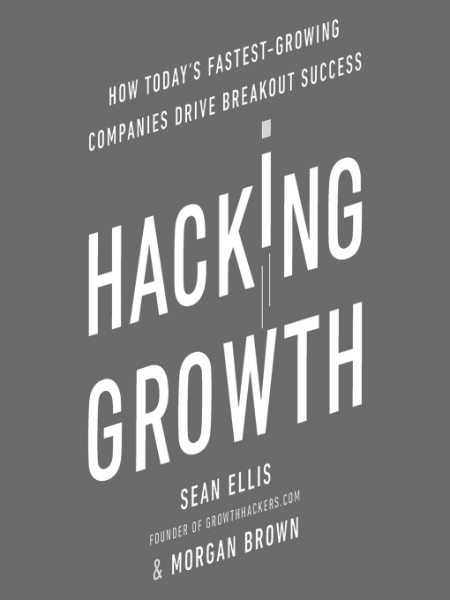 HOW TODAY'S FASTEST-GROWING
COMPANIES DRIVE BREAKOUT SUCCESS
HACKiNG
GROWTH
SEAN ELLIS
FOUNDER OF GROWTHHACKERS.COM
& MORGAN BROWN